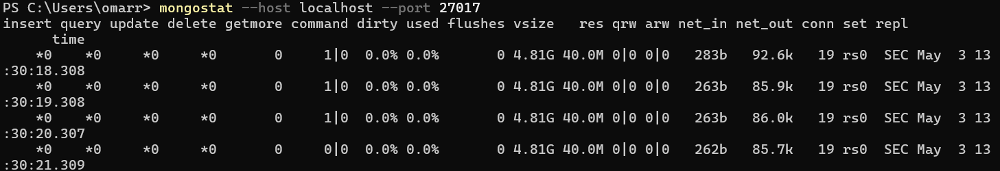 PS C:\Users\omarr> mongostat --host localhost --port 27017
insert query update delete getmore command dirty used flushes vsize   res qrw arw net_in net_out conn set repl
      time
    *0    *0     *0     *0       0     1|0  0.0% 0.0%       0 4.81G 40.0M 0|0 0|0   283b   92.6k   19 rs0  SEC May  3 13
:30:18.308
    *0    *0     *0     *0       0     1|0  0.0% 0.0%       0 4.81G 40.0M 0|0 0|0   263b   85.9k   19 rs0  SEC May  3 13
:30:19.308
    *0    *0     *0     *0       0     1|0  0.0% 0.0%       0 4.81G 40.0M 0|0 0|0   263b   86.0k   19 rs0  SEC May  3 13
:30:20.307
    *0    *0     *0     *0       0     0|0  0.0% 0.0%       0 4.81G 40.0M 0|0 0|0   262b   85.7k   19 rs0  SEC May  3 13
:30:21.309